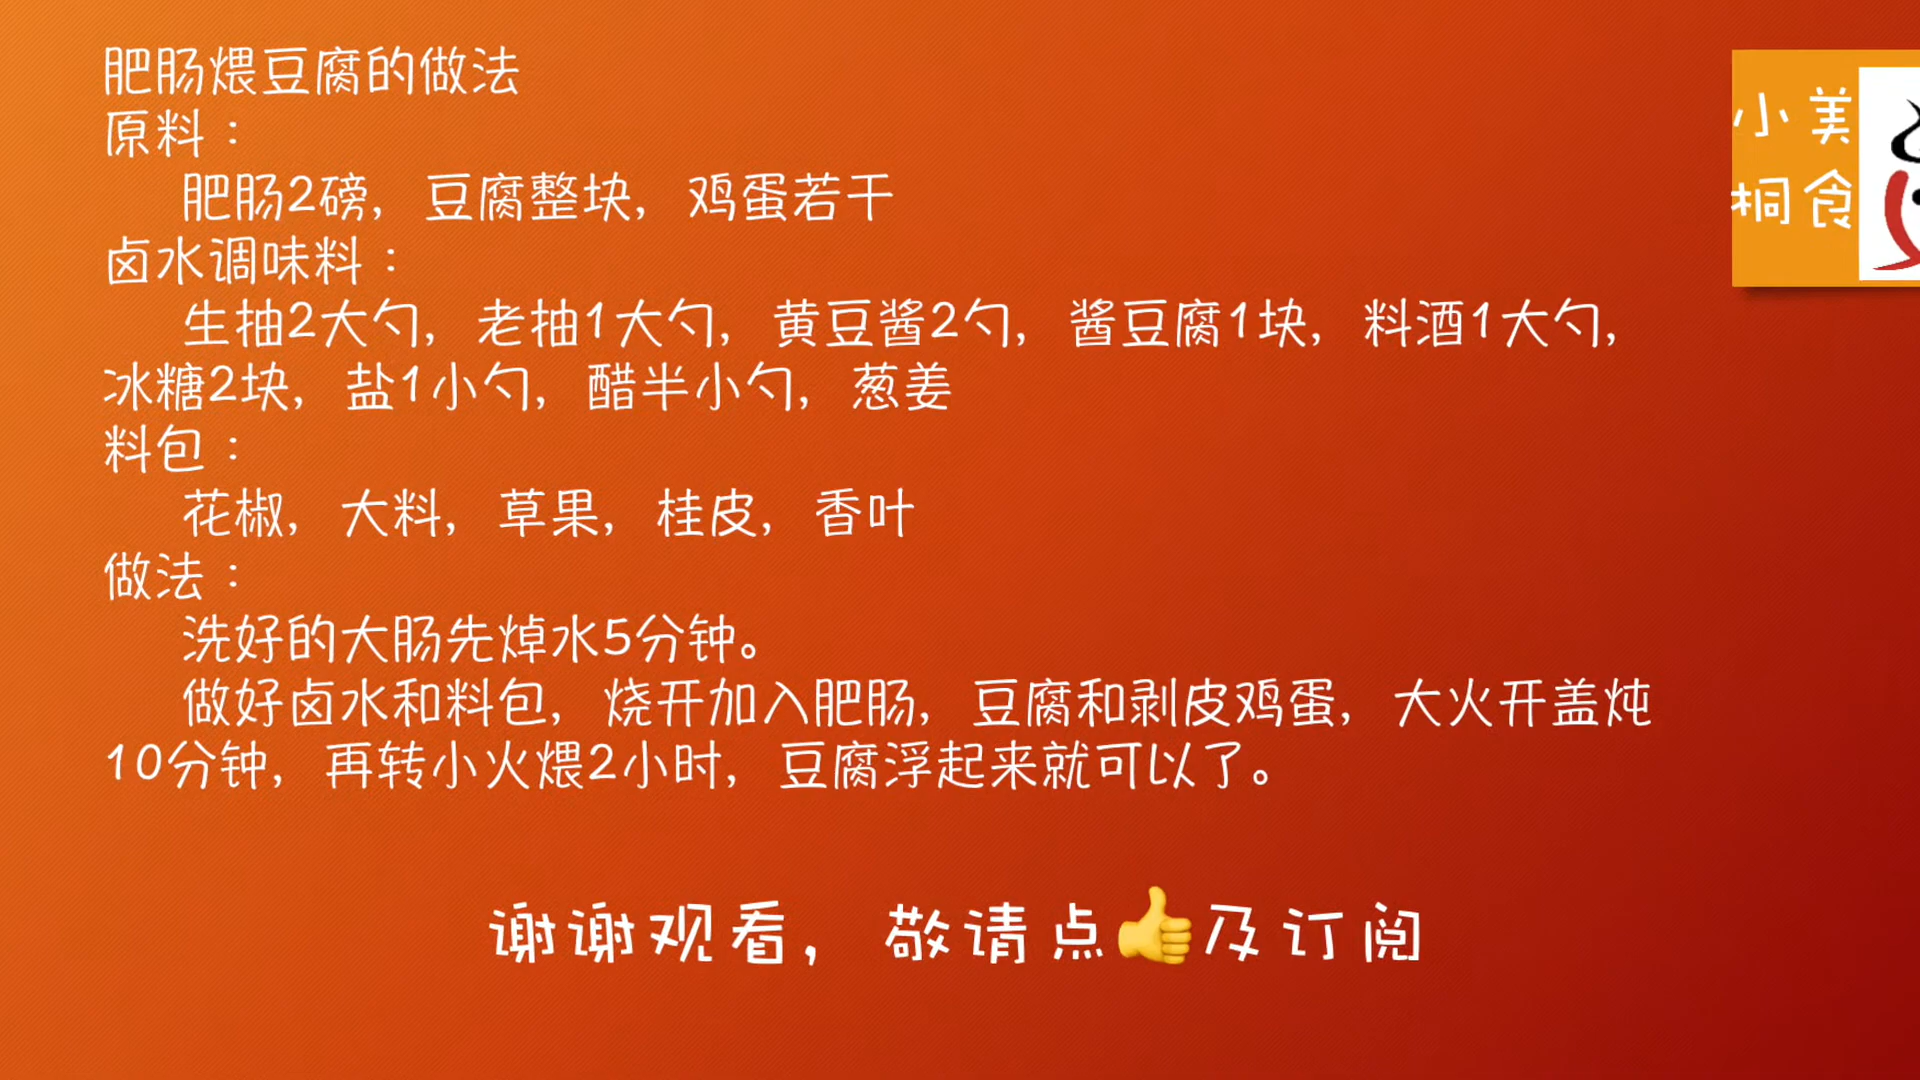 肥肠煨豆腐的做法
原料：
肥肠2磅，豆腐整块，鸡蛋若干
卤水调味料：
生抽2大勺，老抽1大勺，黄豆酱2勺，酱豆腐1块，料酒1大勺，
冰糖2块，盐1小勺，醋半小勺，葱姜
料包：
花椒，大料，草果，桂皮，香叶
做法：
洗好的大肠先焯水5分钟。
做好卤水和料包，烧开加入肥肠，豆腐和剥皮鸡蛋，大火开盖炖
10分钟，再转小火煨2小时，豆腐浮起来就可以了。
谢谢观看，敬请点👍及订阅
小美
桐食